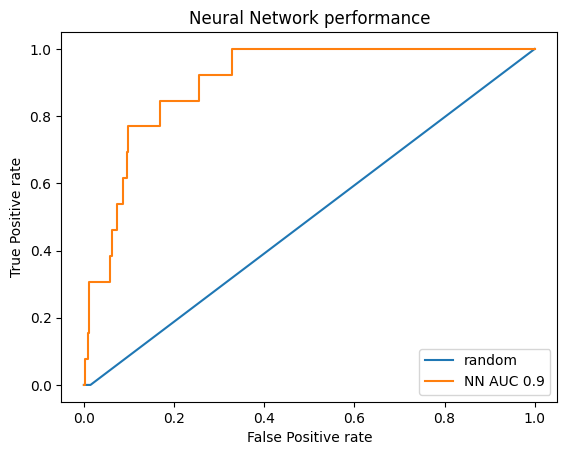 Neural Network performance
True Positive rate
1.0
0.8
0.6
0.4
0.2
0.0
random
NN AUC 0.9
0.0 0.2 0.4 0.6 0.8 1.0
False Positive rate